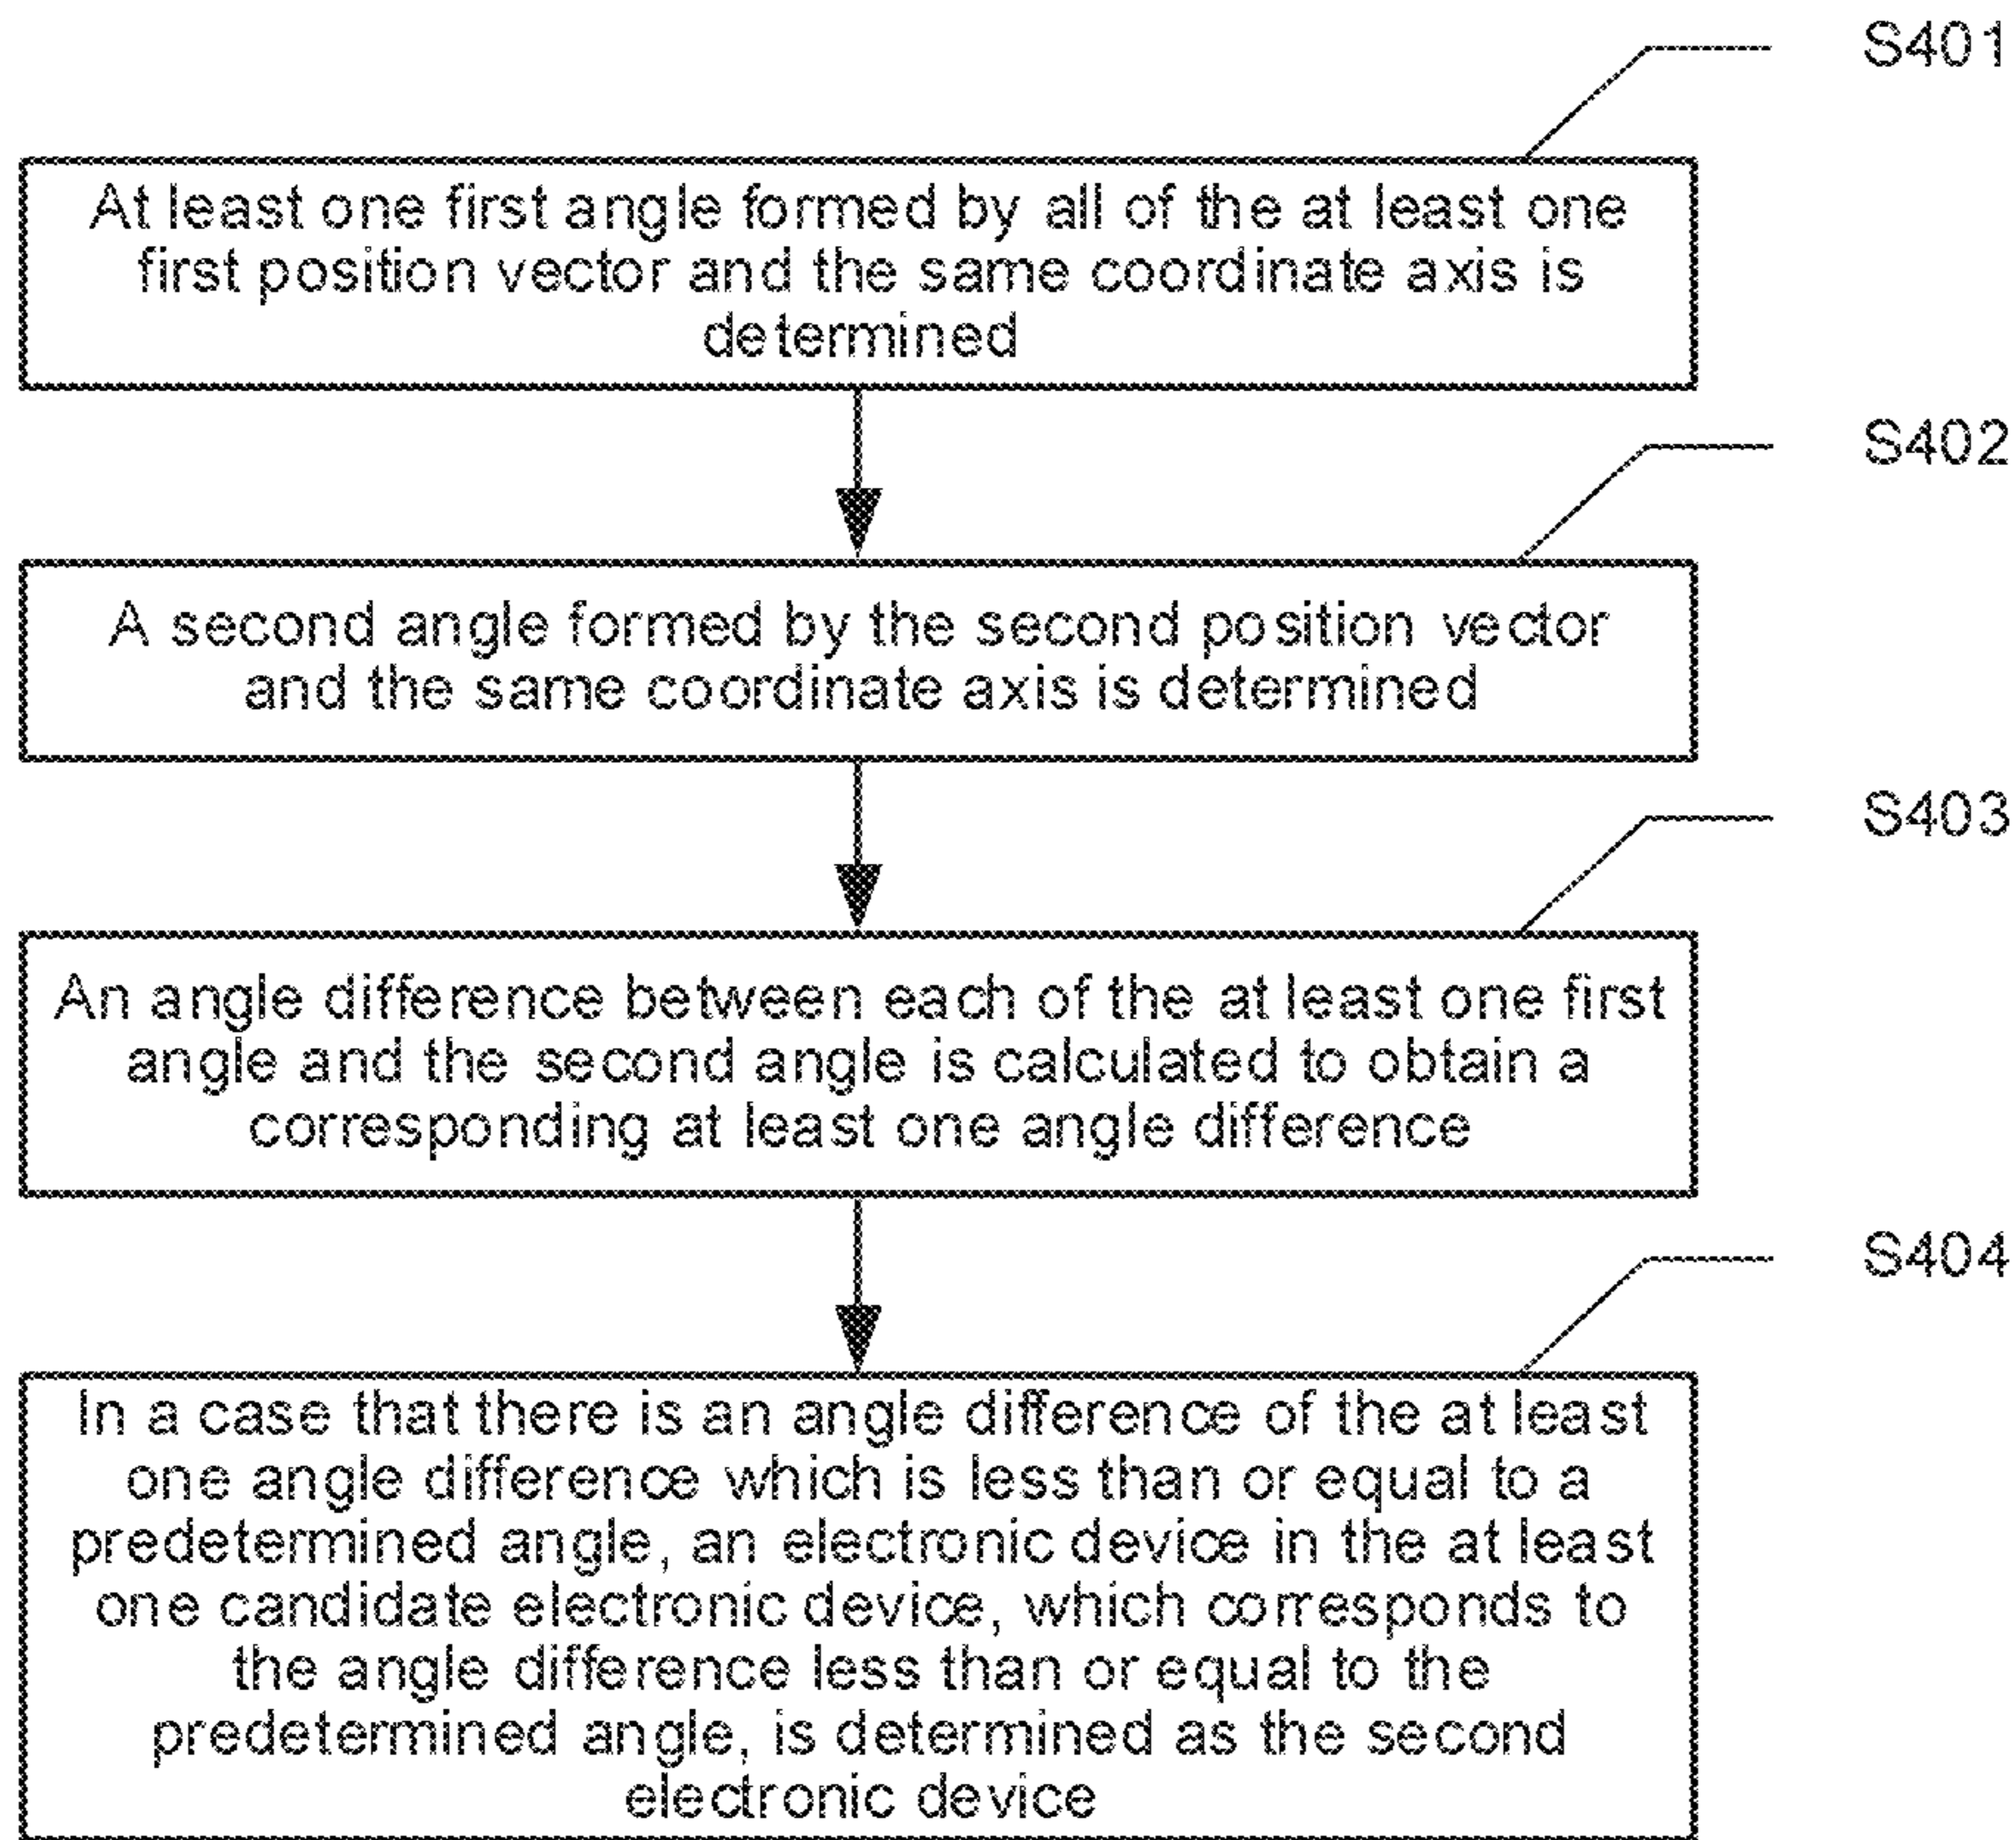 S401
At least one first angle formed by all of the at least one
first position vector and the same coordinate axis is
determined
S402
A second angle formed by the second position vector
and the same coordinate axis is determined
S403
An angle difference between each of the at least one first
angle and the second angle is calculated to obtain a
corresponding at least one angle difference
S404
In a case that there is an angle difference of the at least
one angle difference which is less than or equal to a
predetermined angle, an electronic device in the at least
one candidate electronic device, which corresponds to
the angle difference less than or equal to the
predetermined angle, is determined as the second
electronic device